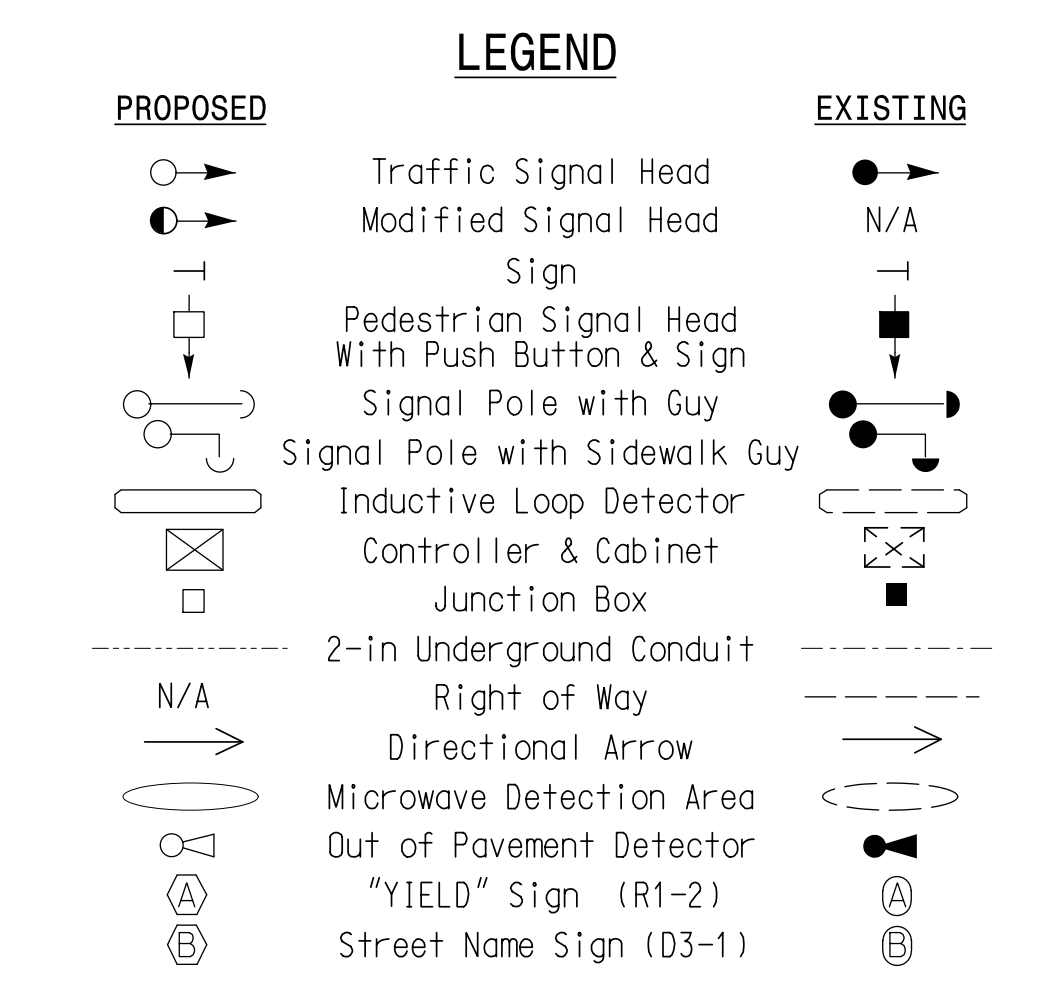 LEGEND
PROPOSED EXISTING
Traffic Signal Head
Modified Signal Head N/A
Sign
Pedestrian Signal Head
With Push Button & Sign
Signal Pole with Guy
Signal Pole with Sidewalk Guy
Inductive Loop Detector
Controller & Cabinet
Junction Box
2-in Underground Conduit
N/A Right of Way
Directional Arrow
Microwave Detection Area
Out of Pavement Detector
A "YIELD" Sign (R1-2) A
B Street Name Sign (D3-1) B